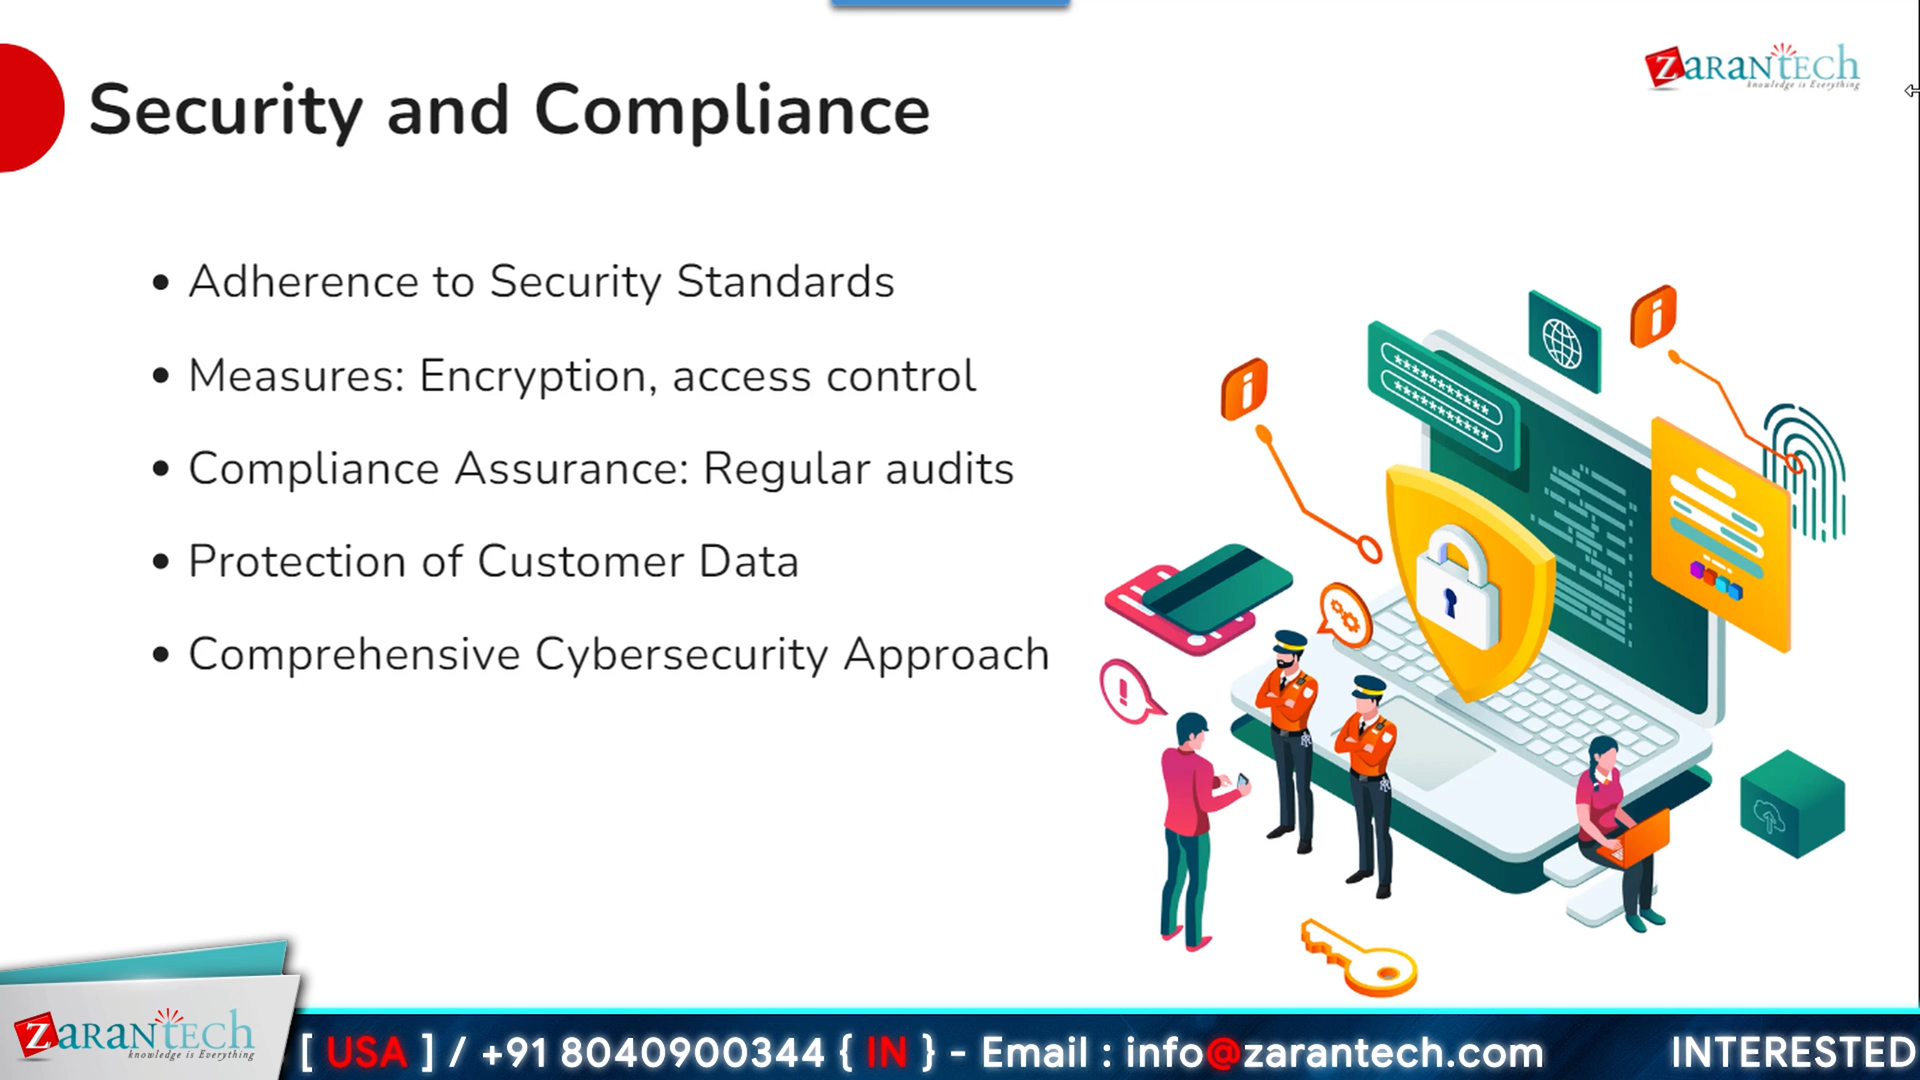 ZARANTECH
knowledge is Everything
Security and Compliance
• Adherence to Security Standards
• Measures: Encryption, access control
• Compliance Assurance: Regular audits
• Protection of Customer Data
• Comprehensive Cybersecurity Approach
i
i
**********
**********
!
ZARANTECH
knowledge is Everything
[ USA ] / +91 8040900344 { IN } - Email : info@zarantech.com INTERESTED